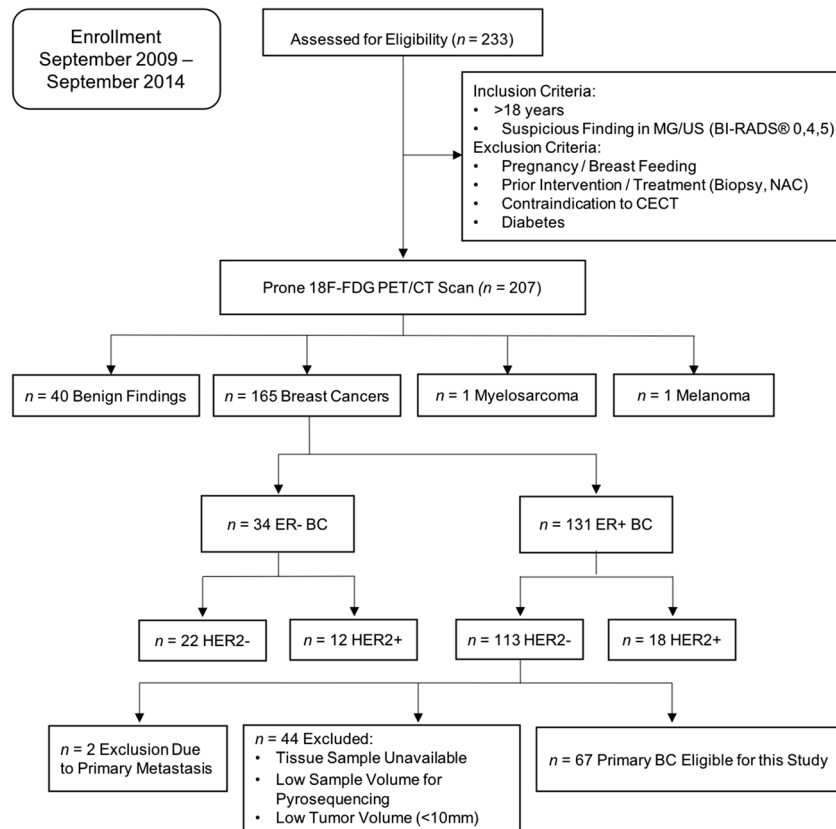 Enrollment
September 2009 –
September 2014
Assessed for Eligibility (n = 233)
Inclusion Criteria:
• >18 years
• Suspicious Finding in MG/US (BI-RADS® 0,4,5)
Exclusion Criteria:
• Pregnancy / Breast Feeding
• Prior Intervention / Treatment (Biopsy, NAC)
• Contraindication to CECT
• Diabetes
Prone 18F-FDG PET/CT Scan (n = 207)
n = 40 Benign Findings
n = 165 Breast Cancers
n = 1 Myelosarcoma
n = 1 Melanoma
n = 34 ER- BC
n = 131 ER+ BC
n = 22 HER2-
n = 12 HER2+
n = 113 HER2-
n = 18 HER2+
n = 2 Exclusion Due
to Primary Metastasis
n = 44 Excluded:
• Tissue Sample Unavailable
• Low Sample Volume for
Pyrosequencing
• Low Tumor Volume (<10mm)
n = 67 Primary BC Eligible for this Study